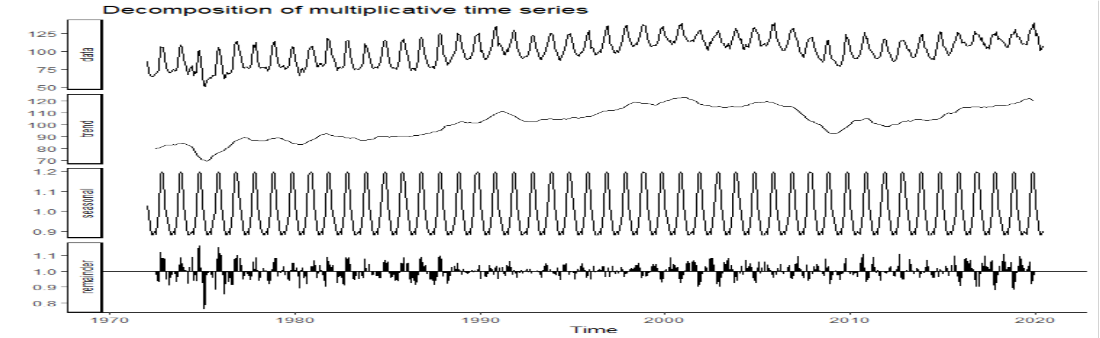 Decomposition of multiplicative time series
125
100
75
50
data
120
110
100
90
80
70
trend
1.2
1.0
0.9
seasonal
1.1
1.0
0.9
0.8
remainder
1970 1980 1990 2000 2010 2020
Time